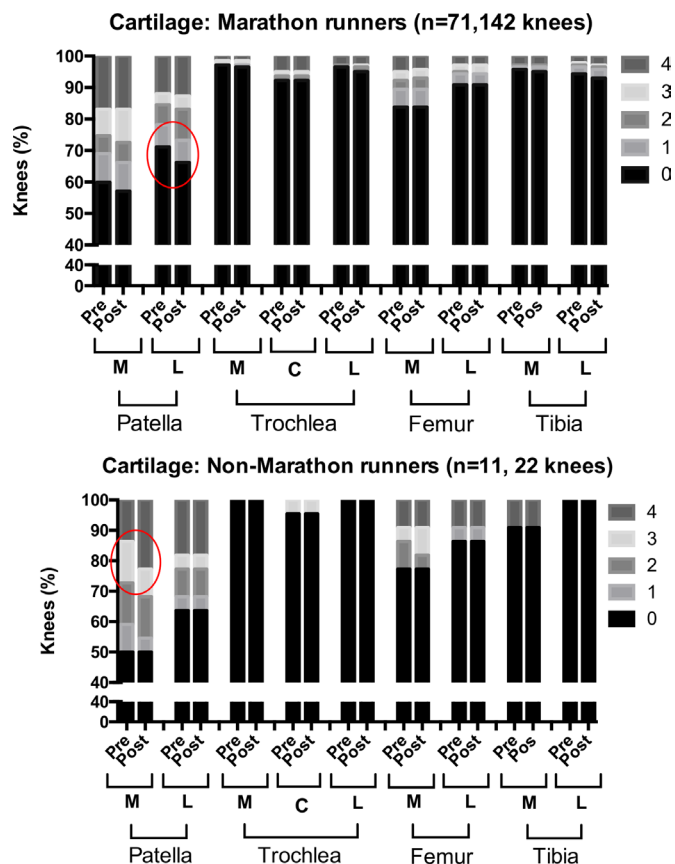 Cartilage: Marathon runners (n=71,142 knees)
Knees (%)
100
90
80
70
60
50
40
40
0
4
3
2
1
0
Pre Post Pre Post Pre Post Pre Post Pre Post Pre Post Pre Post Pre Pos Pre Post
M L M C L M L M L
Patella Trochlea Femur Tibia
Cartilage: Non-Marathon runners (n=11, 22 knees)
Knees (%)
100
90
80
70
60
50
40
40
0
4
3
2
1
0
Pre Post Pre Post Pre Post Pre Post Pre Post Pre Post Pre Post Pre Pos Pre Post
M L M C L M L M L
Patella Trochlea Femur Tibia